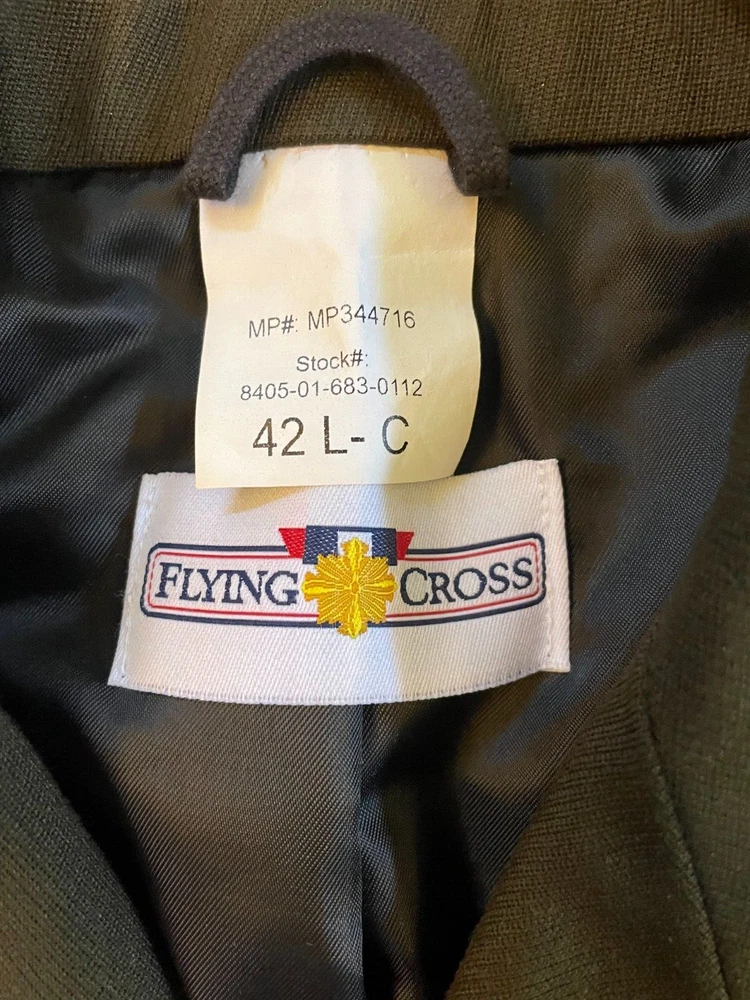 MP#: MP344716
Stock#:
8405-01-683-0112
42 L- C
FLYING CROSS